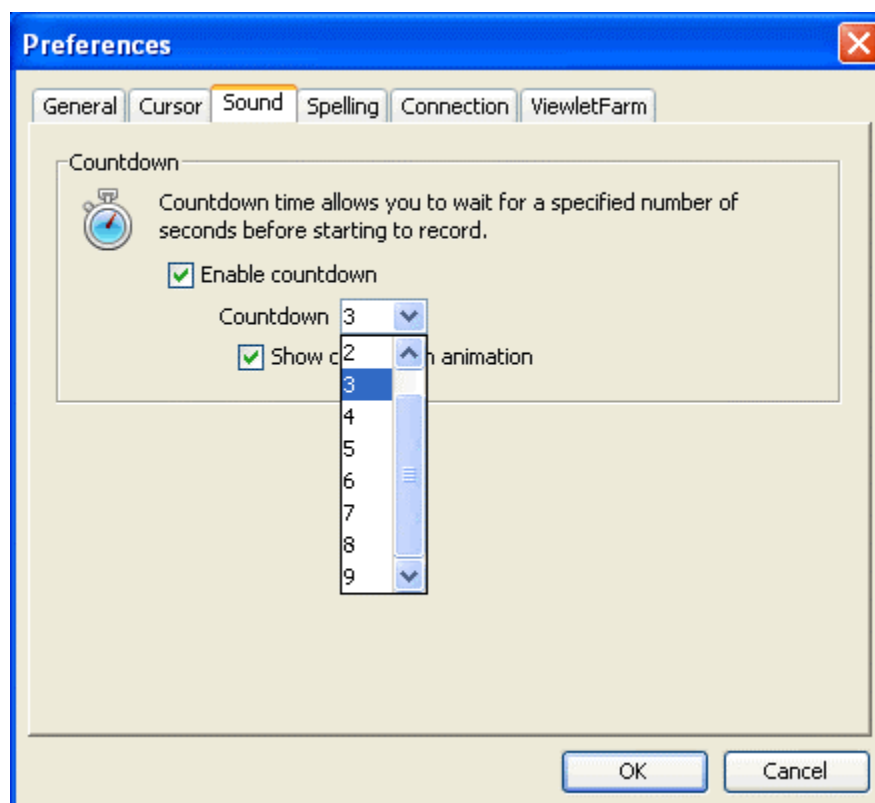 Preferences
General Cursor Sound Spelling Connection ViewletFarm
Countdown
Countdown time allows you to wait for a specified number of
seconds before starting to record.
Enable countdown
Countdown 3
Show animation
2
3
4
5
6
7
8
9
OK Cancel